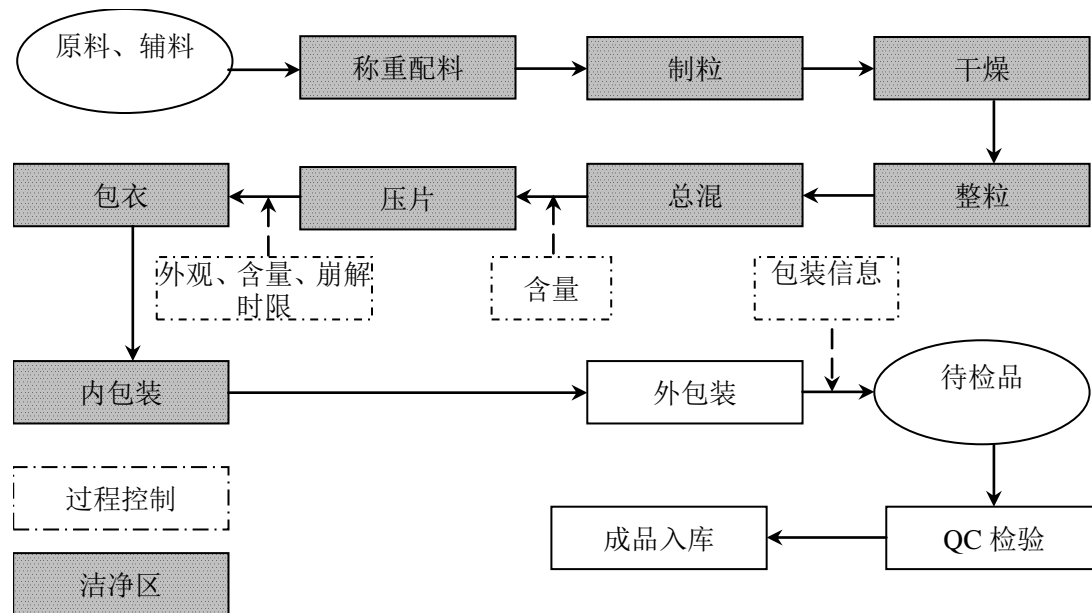 原料、辅料
称重配料
制粒
干燥
包衣
压片
总混
整粒
外观、含量、崩解
时限
含量
包装信息
内包装
外包装
待检品
过程控制
成品入库
QC 检验
洁净区